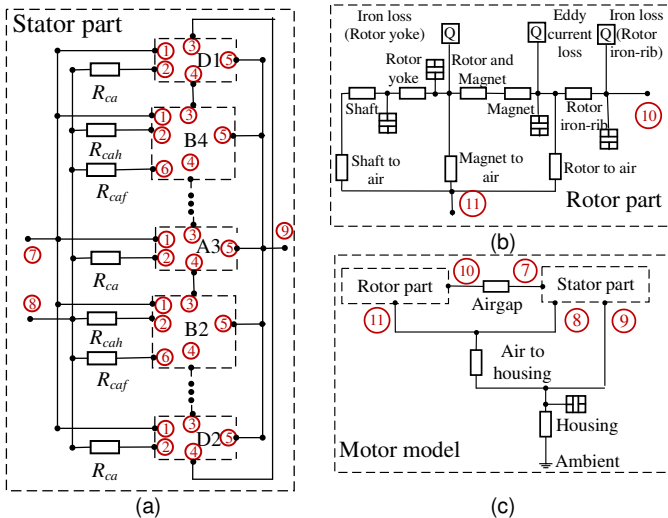 Stator part
① ③ D1 ⑤
② ④
R_ca
① ③ B4 ⑤
② ④
R_cah
⑥
R_caf
⑦
① ③ A3 ⑤ ⑨
② ④
R_ca
⑧
① ③ B2 ⑤
② ④
R_cah
⑥
R_caf
① ③ D2 ⑤
② ④
R_ca
(a)
Iron loss
(Rotor yoke)
Q
Eddy
current
loss
Q
Iron loss
(Rotor
iron-rib)
Q
Rotor
yoke
Rotor and
Magnet
Shaft
Magnet
Rotor
iron-rib
⑩
Shaft to
air
Magnet to
air
Rotor to air
⑪
Rotor part
(b)
Rotor part
⑩
⑦
Stator part
Airgap
⑪
⑧
⑨
Air to
housing
Housing
Motor model
Ambient
(c)